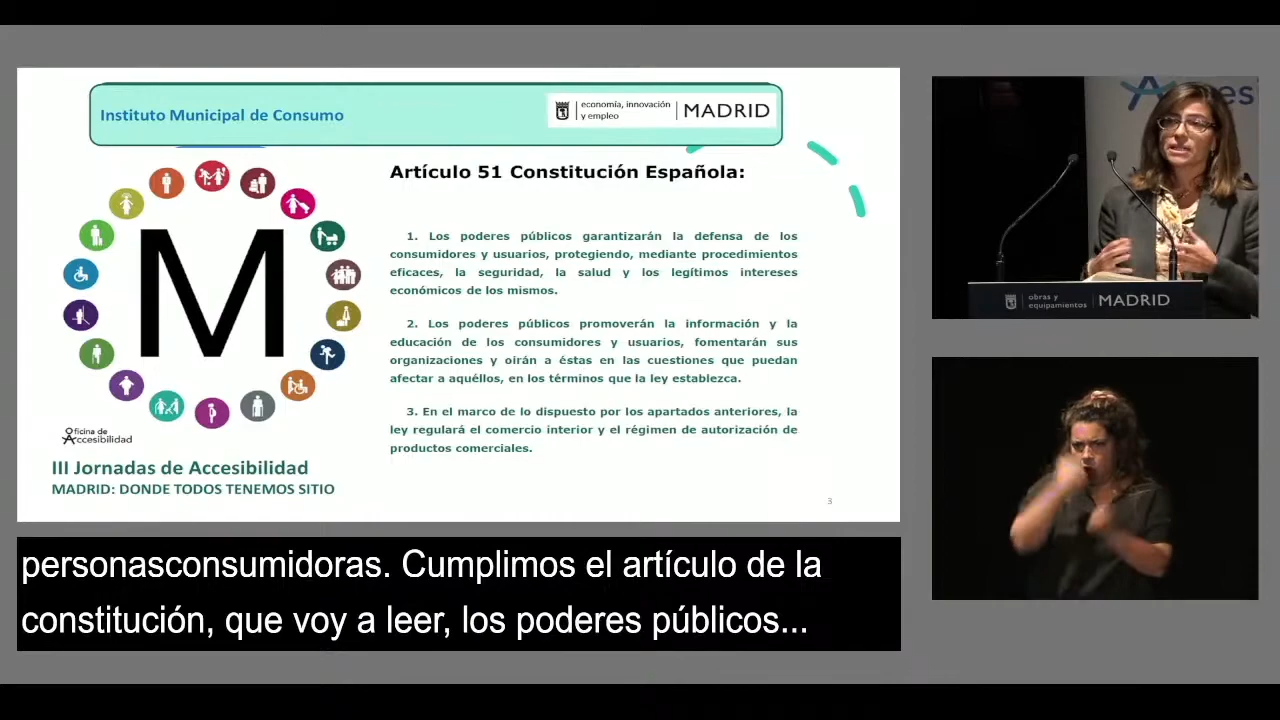 Instituto Municipal de Consumo
economía, innovación
y empleo
MADRID
Artículo 51 Constitución Española:
1. Los poderes públicos garantizarán la defensa de los
consumidores y usuarios, protegiendo, mediante procedimientos
eficaces, la seguridad, la salud y los legítimos intereses
económicos de los mismos.
2. Los poderes públicos promoverán la información y la
educación de los consumidores y usuarios, fomentarán sus
organizaciones y oirán a éstas en las cuestiones que puedan
afectar a aquéllos, en los términos que la ley establezca.
3. En el marco de lo dispuesto por los apartados anteriores, la
ley regulará el comercio interior y el régimen de autorización de
productos comerciales.
M
Oficina de
Accesibilidad
III Jornadas de Accesibilidad
MADRID: DONDE TODOS TENEMOS SITIO
3
obras y
equipamientos
MADRID
personasconsumidoras. Cumplimos el artículo de la
constitución, que voy a leer, los poderes públicos...